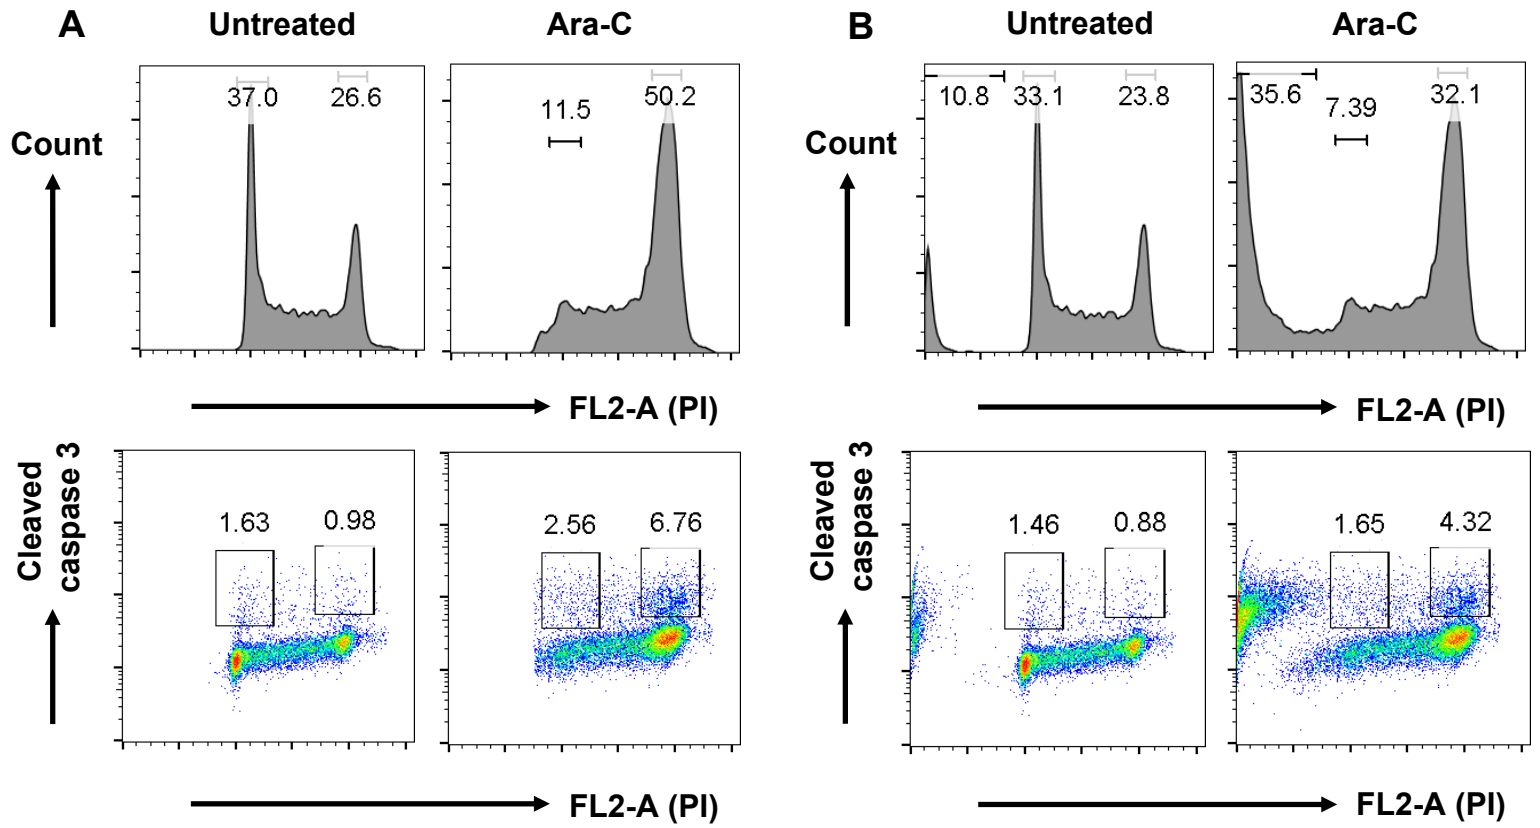 A
Untreated
Ara-C
B
Untreated
Ara-C
Count
37.0
26.6
11.5
50.2
Count
10.8
33.1
23.8
35.6
7.39
32.1
FL2-A (PI)
FL2-A (PI)
Cleaved
caspase 3
1.63
0.98
2.56
6.76
Cleaved
caspase 3
1.46
0.88
1.65
4.32
FL2-A (PI)
FL2-A (PI)